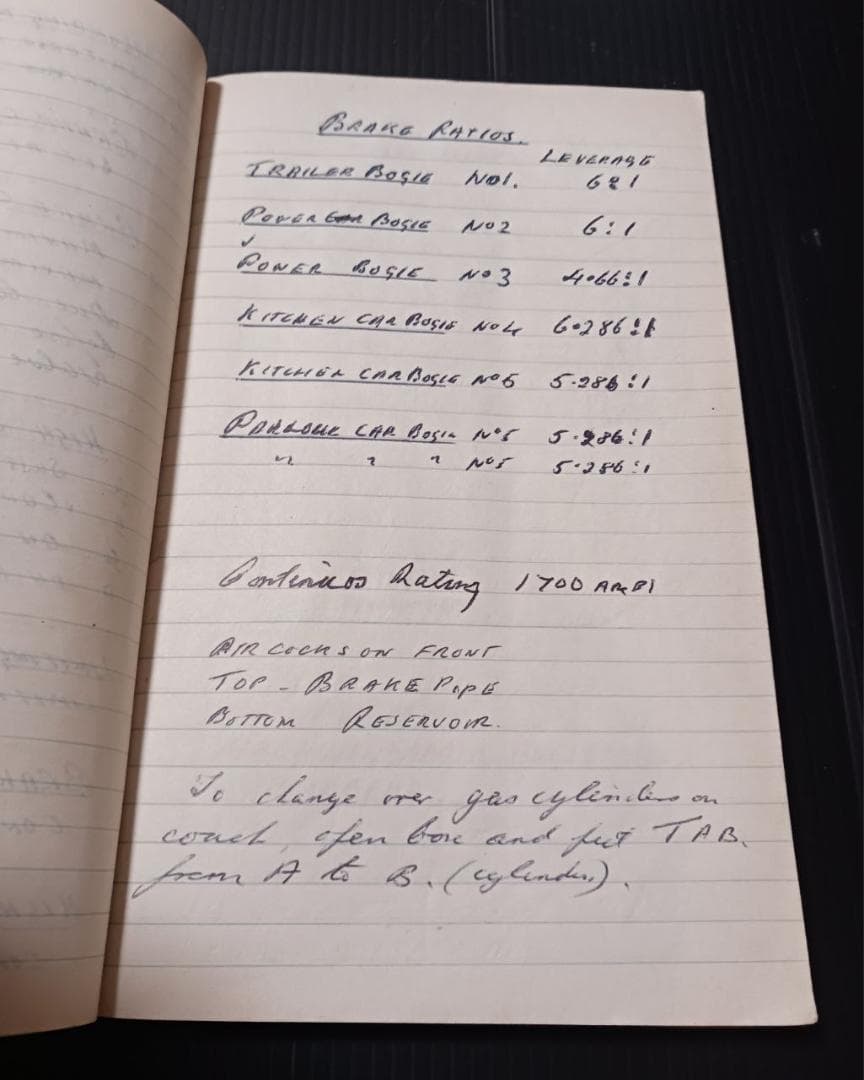 BRAKE RATIOS.
LEVERAGE
TRAILER BOGIE No1. 6:1
POWER CAR BOGIE No2 6:1
POWER BOGIE No3 4.66:1
KITCHEN CAR BOGIE No4 6.286:1
KITCHEN CAR BOGIE No5 5.286:1
PARLOUR CAR BOGIE No5 5.286:1
" " " No5 5.286:1
Continuos Rating 1700 AMPS
AIR COCKS ON FRONT
TOP - BRAKE PIPE
BOTTOM RESERVOIR.
To change over gas cylinders on
coach, open box and put TAB.
from A to B. (cylinder).